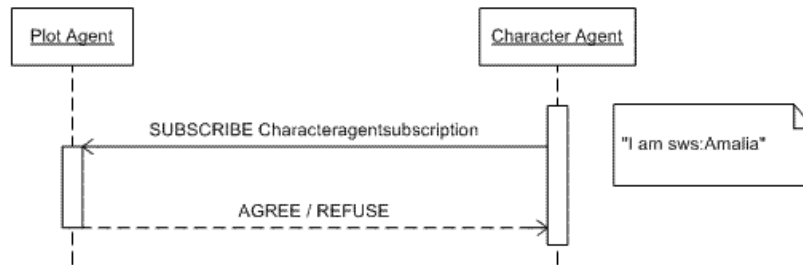 Plot Agent
Character Agent
SUBSCRIBE Characteragentsubscription
"I am sws:Amalia"
AGREE / REFUSE